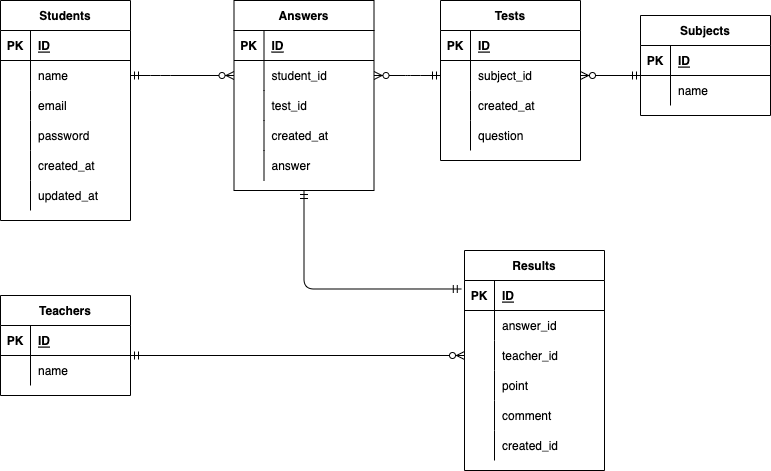 Students
PK ID
name
email
password
created_at
updated_at
Answers
PK ID
student_id
test_id
created_at
answer
Tests
PK ID
subject_id
created_at
question
Subjects
PK ID
name
Teachers
PK ID
name
Results
PK ID
answer_id
teacher_id
point
comment
created_id